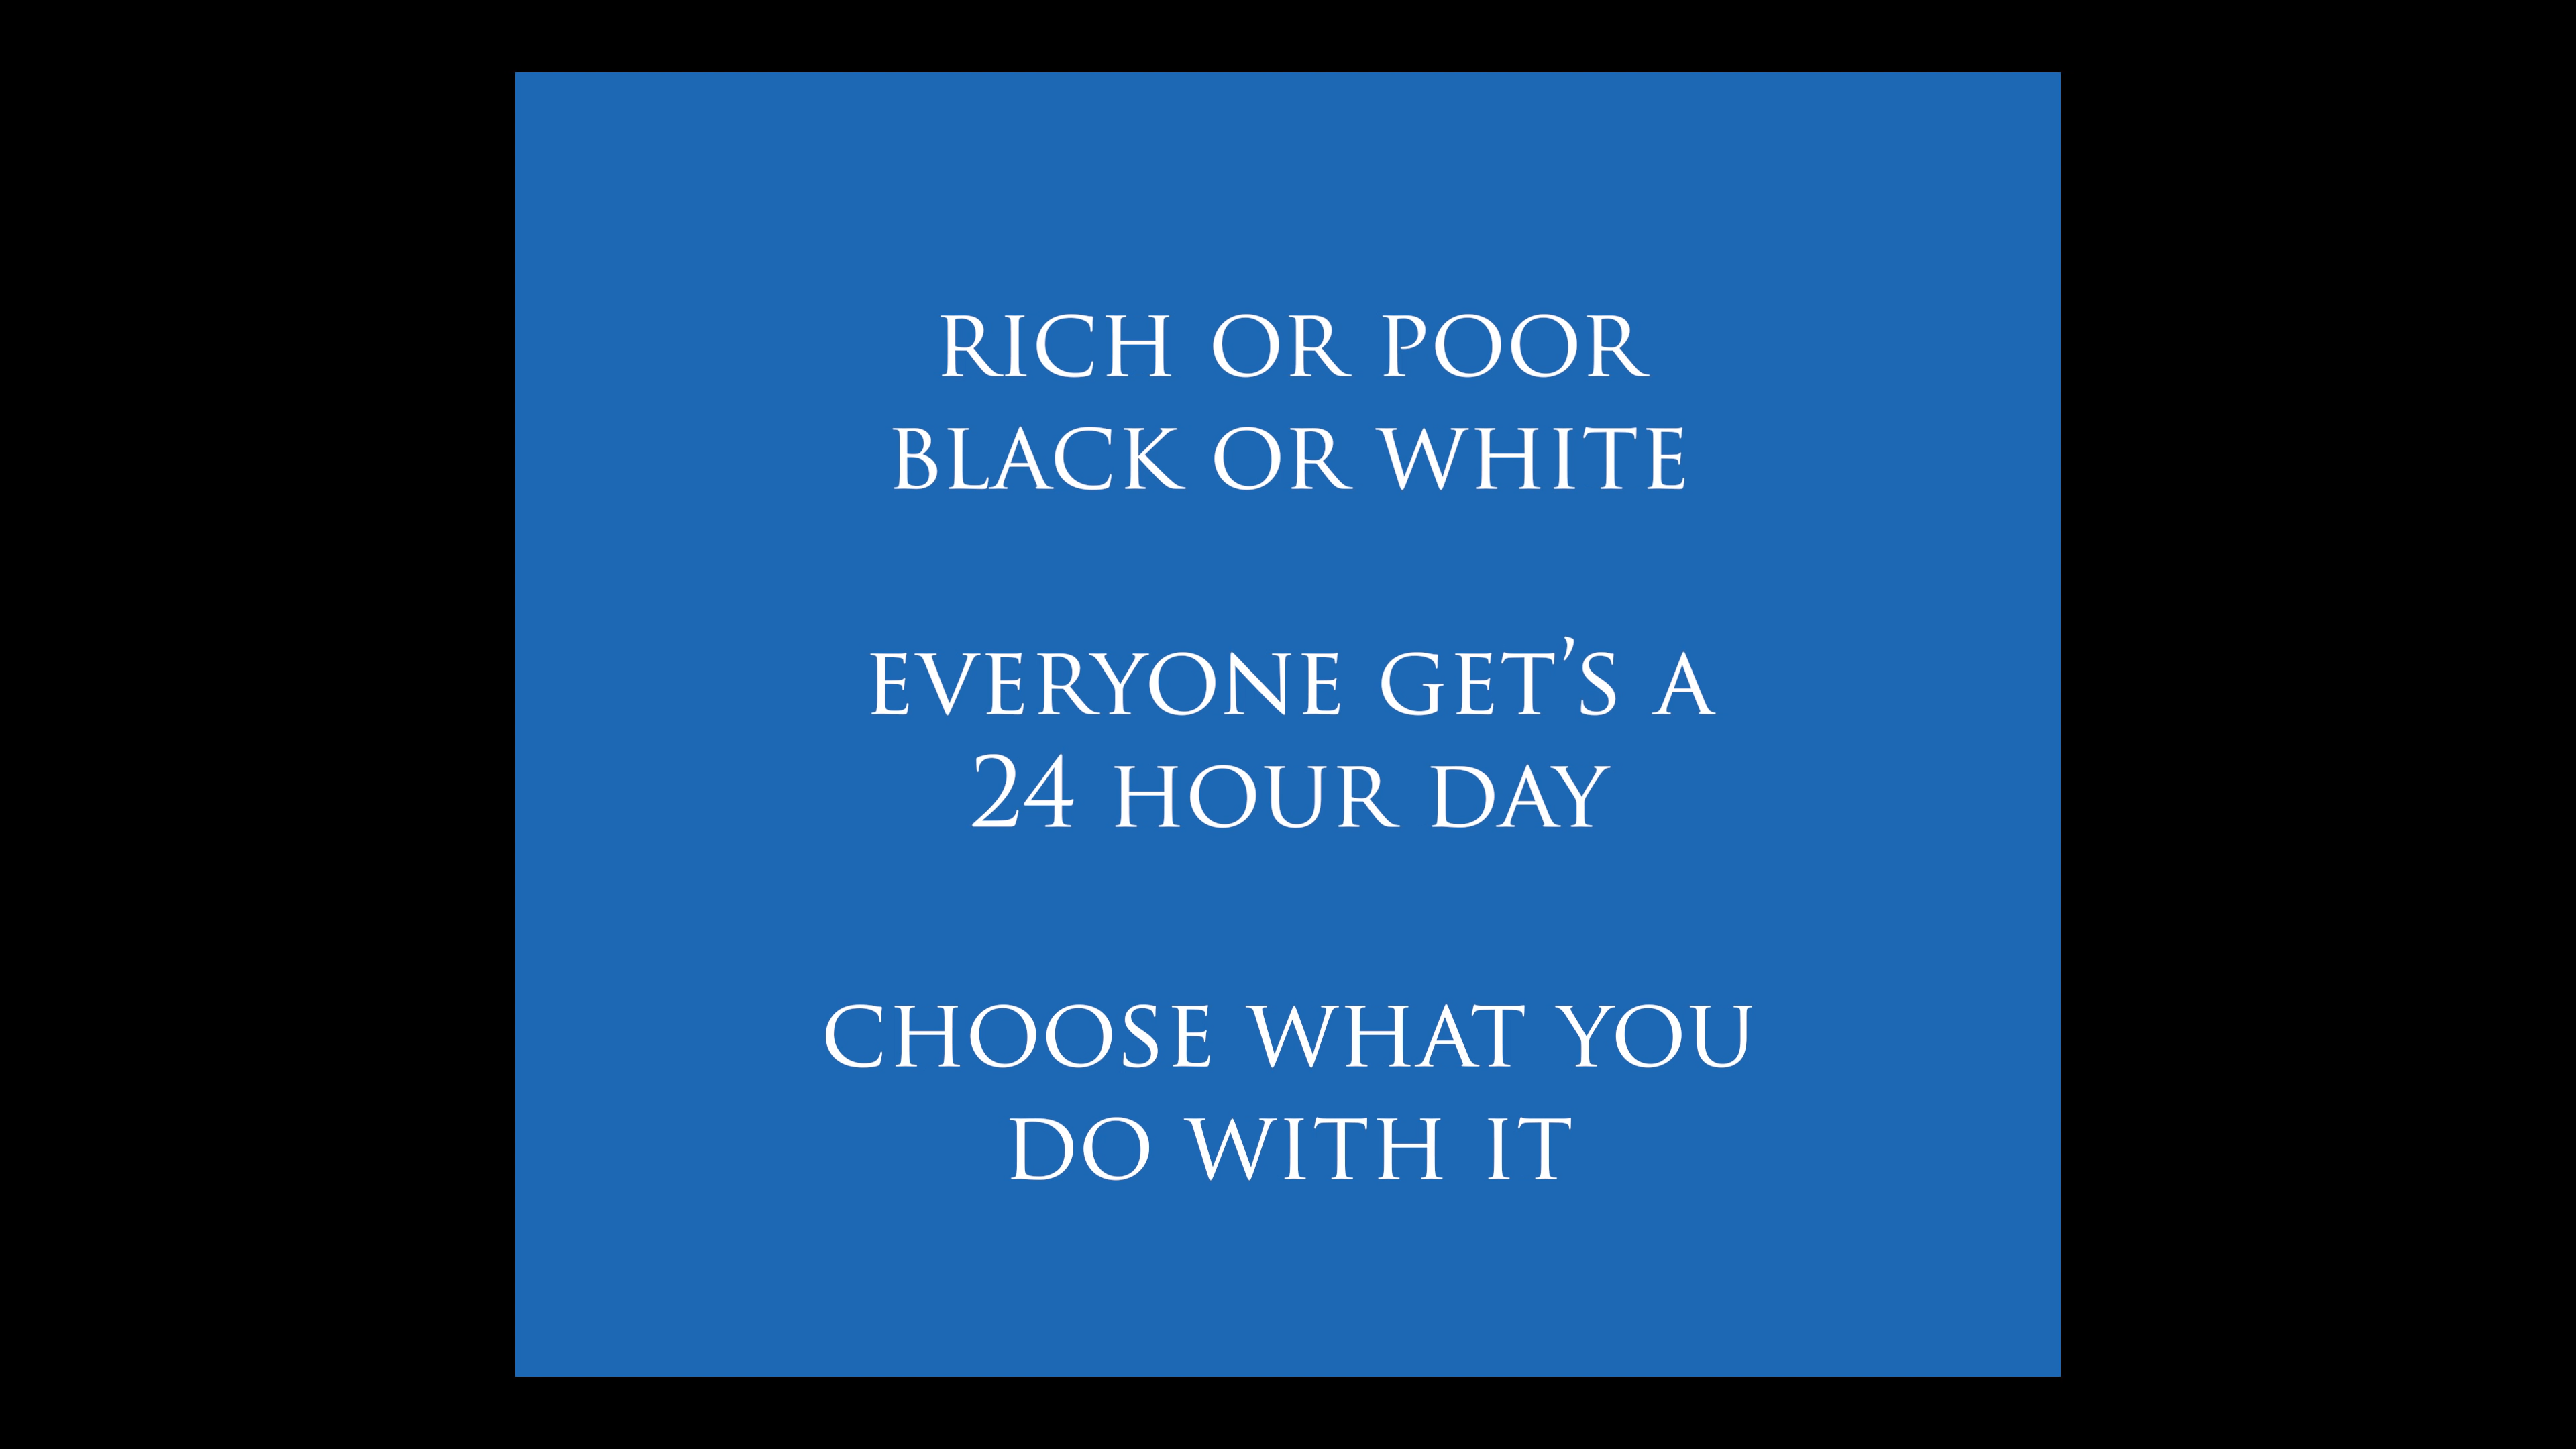 RICH OR POOR
BLACK OR WHITE
EVERYONE GET’S A
24 HOUR DAY
CHOOSE WHAT YOU
DO WITH IT